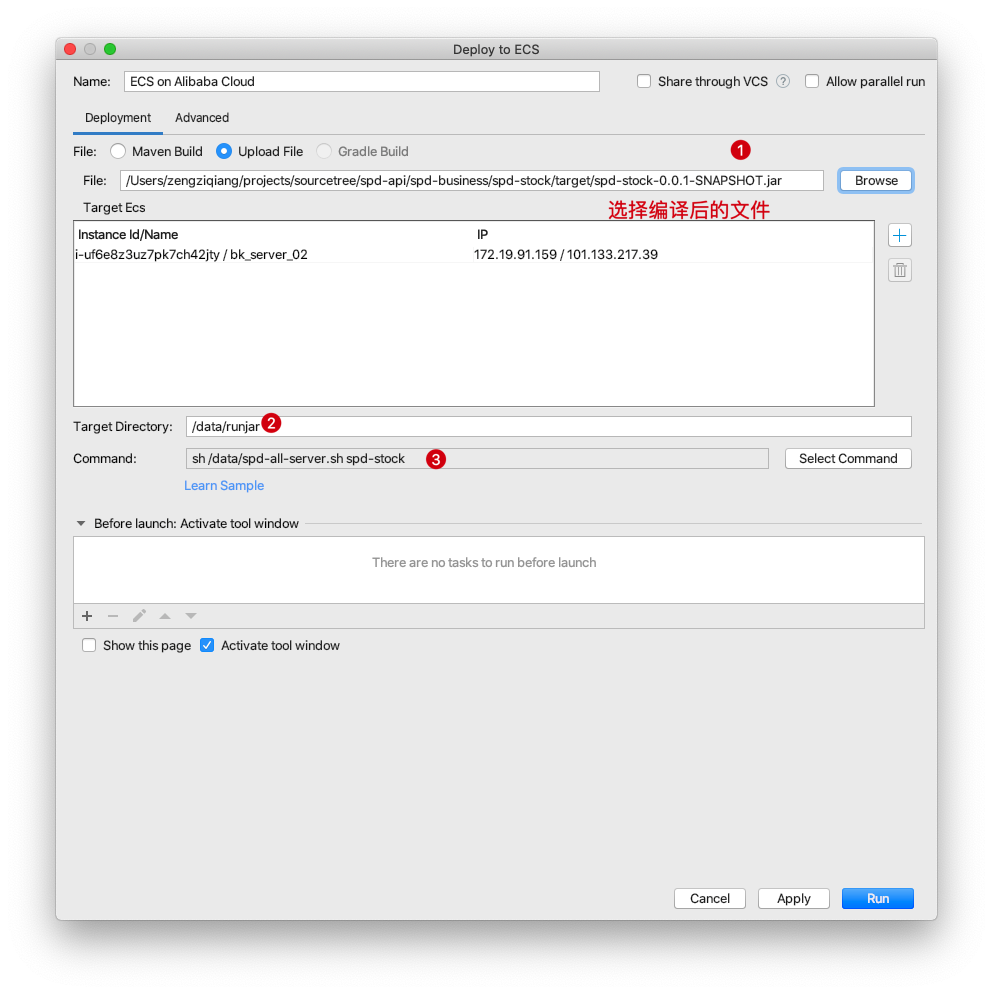 Deploy to ECS
Name: ECS on Alibaba Cloud Share through VCS ? Allow parallel run
Deployment Advanced
File: Maven Build Upload File Gradle Build 1
File: /Users/zengziqiang/projects/sourcetree/spd-api/spd-business/spd-stock/target/spd-stock-0.0.1-SNAPSHOT.jar Browse
Target Ecs 选择编译后的文件
Instance Id/Name IP
i-uf6e8z3uz7pk7ch42jty / bk_server_02 172.19.91.159 / 101.133.217.39
Target Directory: /data/runjar 2
Command: sh /data/spd-all-server.sh spd-stock 3 Select Command
Learn Sample
Before launch: Activate tool window
There are no tasks to run before launch
Show this page Activate tool window
Cancel Apply Run